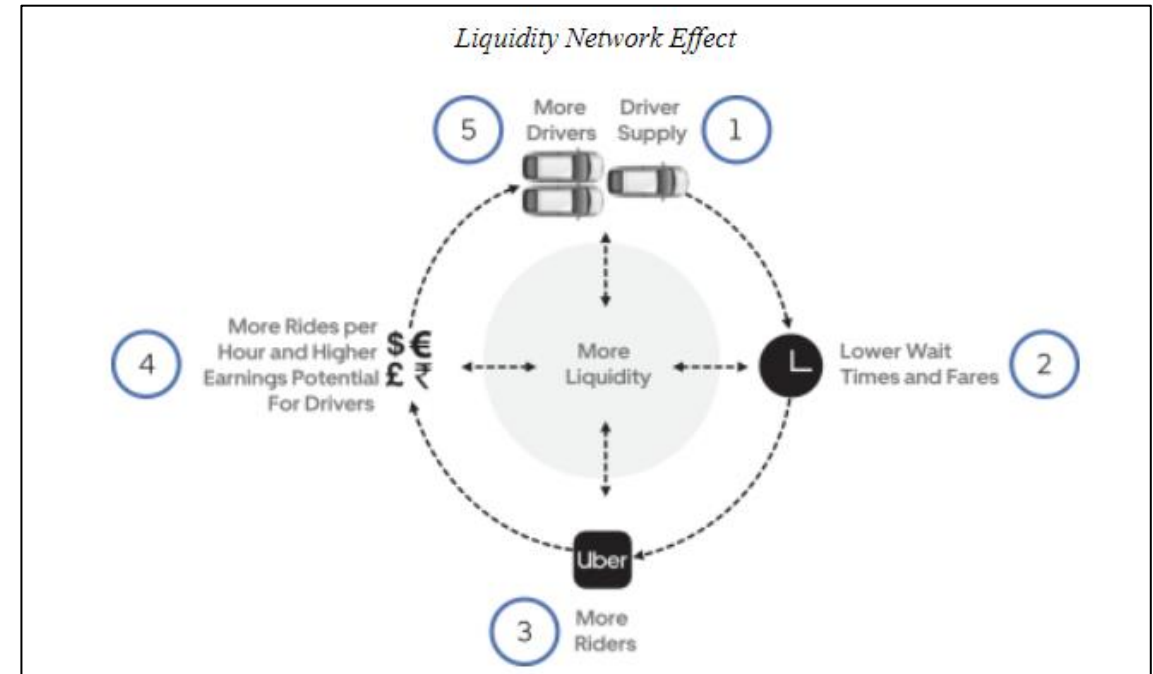 Liquidity Network Effect
5
More
Drivers
Driver
Supply
1
More Rides per
Hour and Higher
Earnings Potential
For Drivers
$€
£₹
4
More
Liquidity
Lower Wait
Times and Fares
2
Uber
3
More
Riders